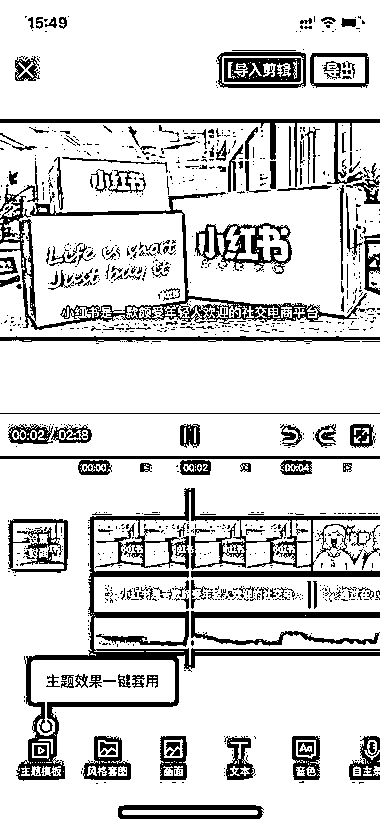 15:49
导入剪辑
导出
小红书
小红书
Life is short
Just buy it
小红书是一款颇受年轻人欢迎的社交电商平台
00:02 / 02:18
00:00
00:02
00:04
小红书是一款颇受年轻人欢迎的社交电
主题效果一键套用
主题模板
风格套图
画面
文本
音色